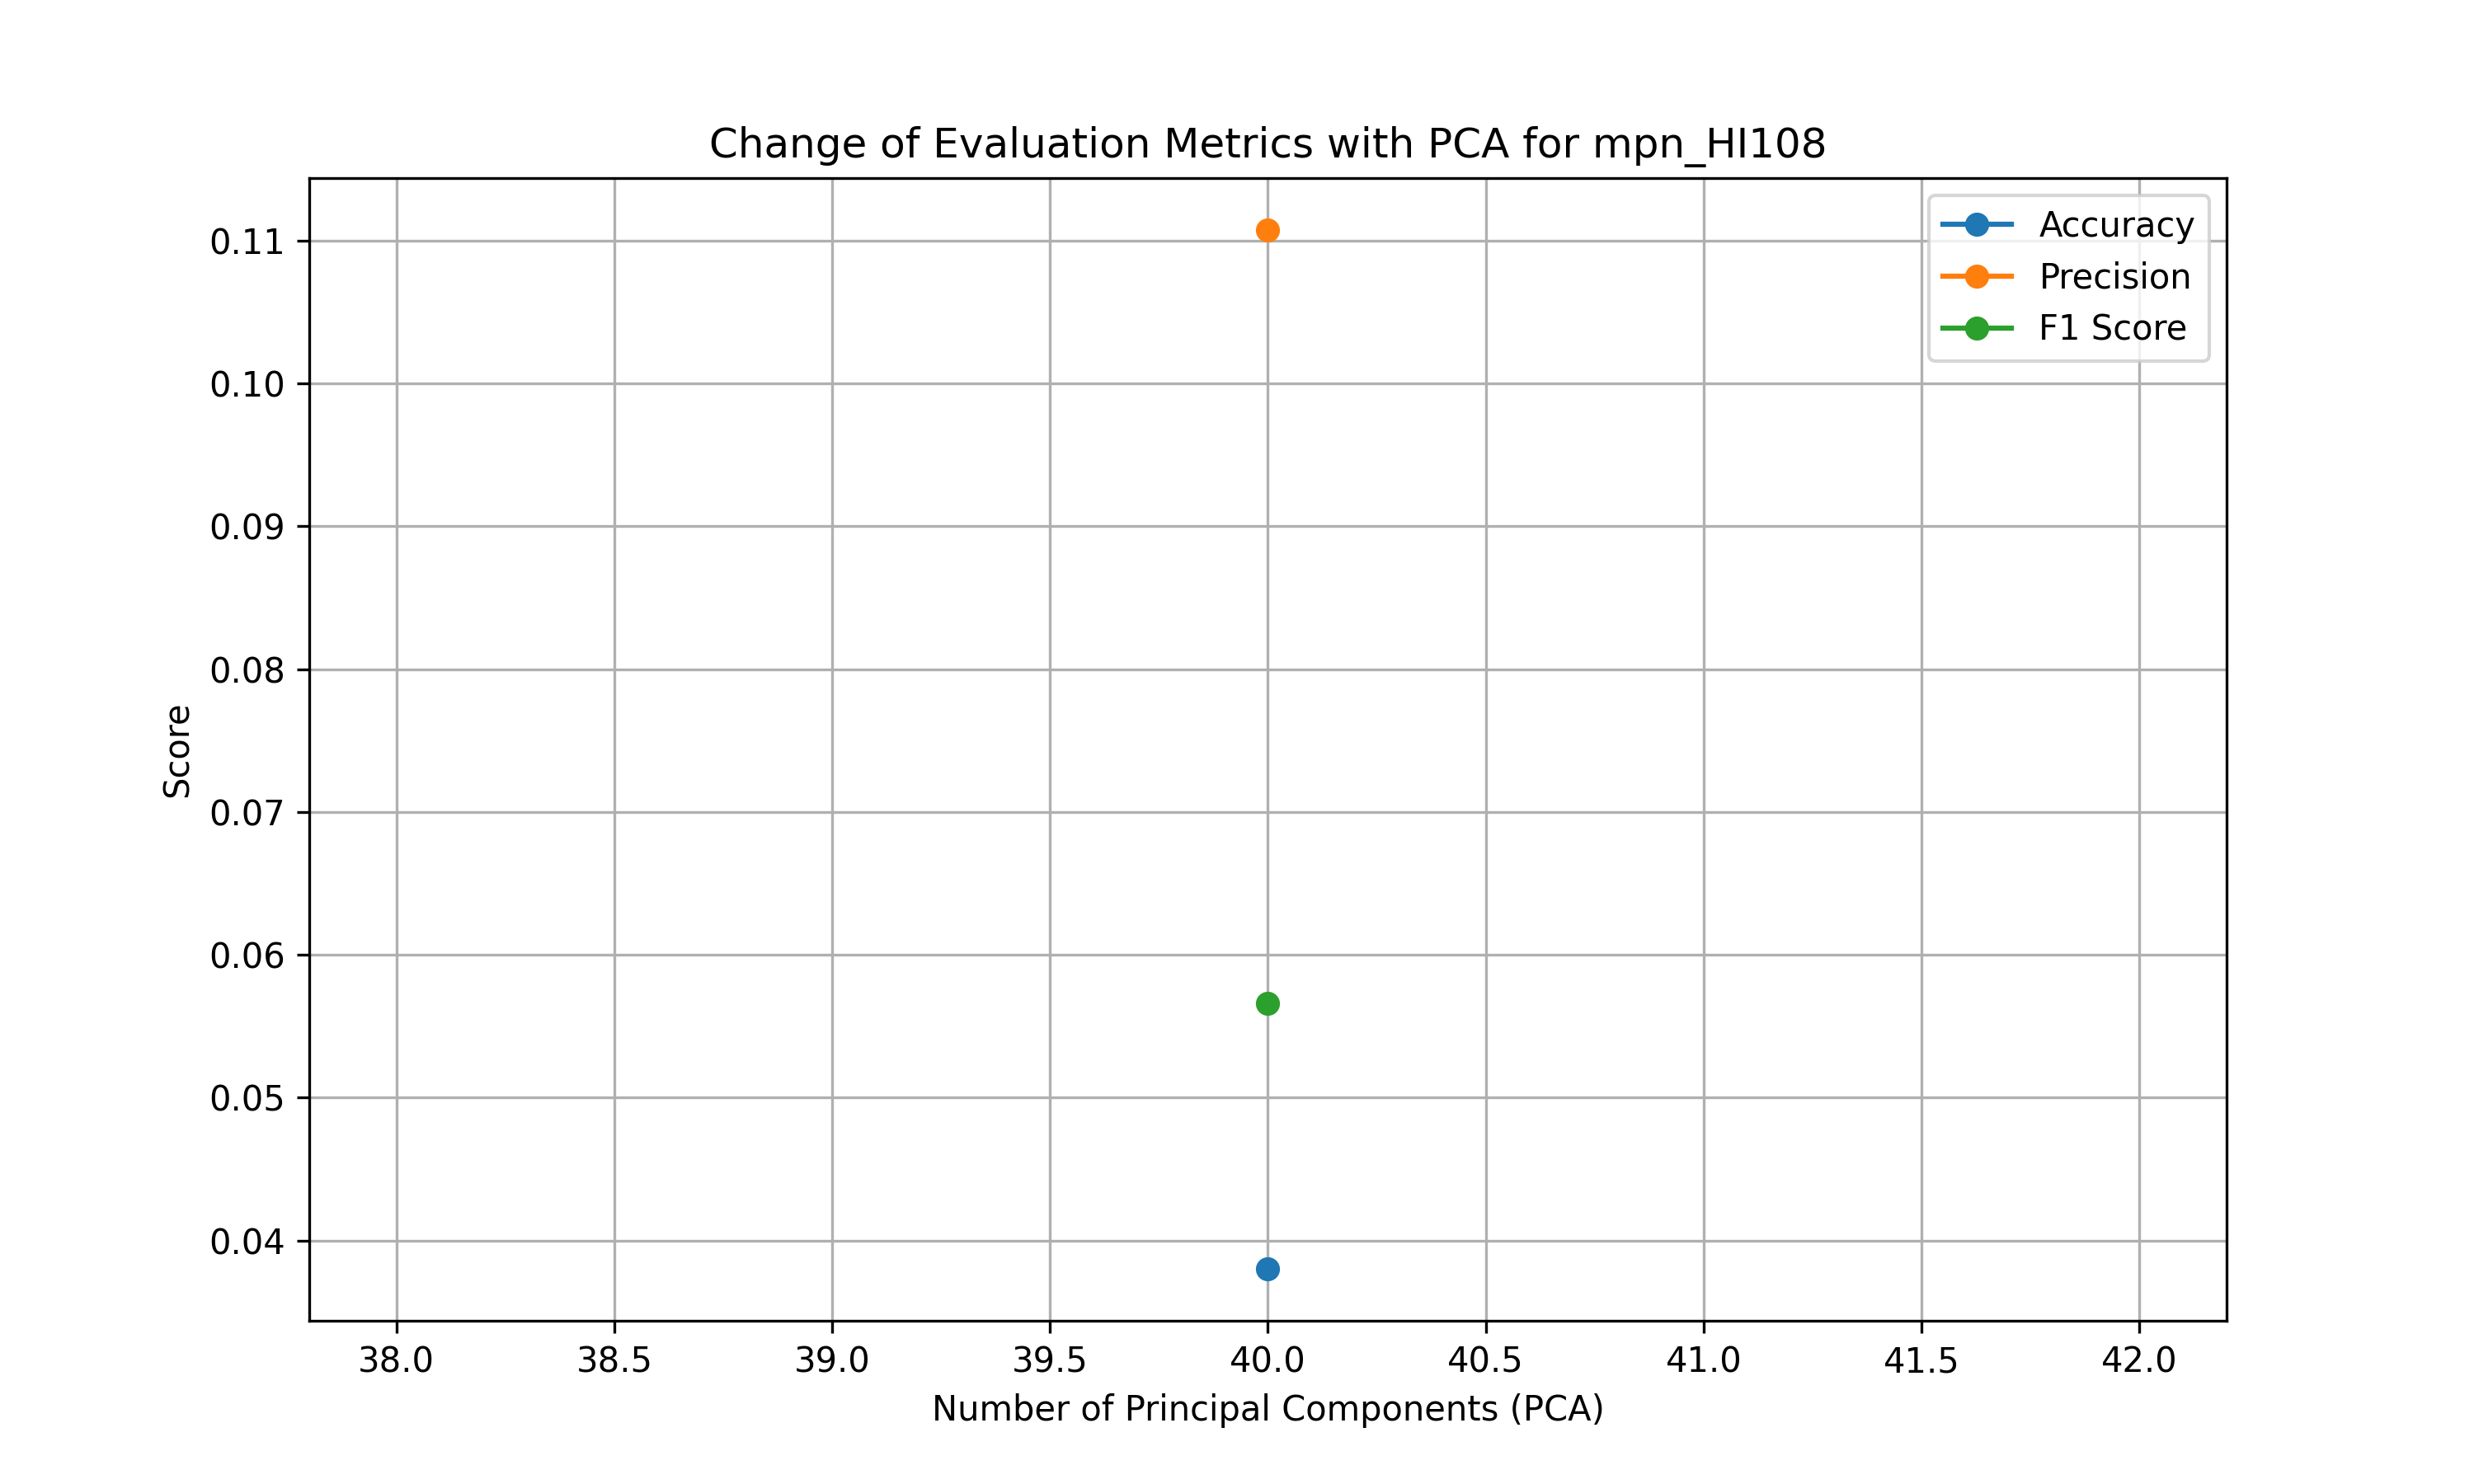 Change of Evaluation Metrics with PCA for mpn_HI108
Accuracy
Precision
F1 Score
0.11
0.10
0.09
0.08
0.07
0.06
0.05
0.04
Score
38.0 38.5 39.0 39.5 40.0 40.5 41.0 41.5 42.0
Number of Principal Components (PCA)